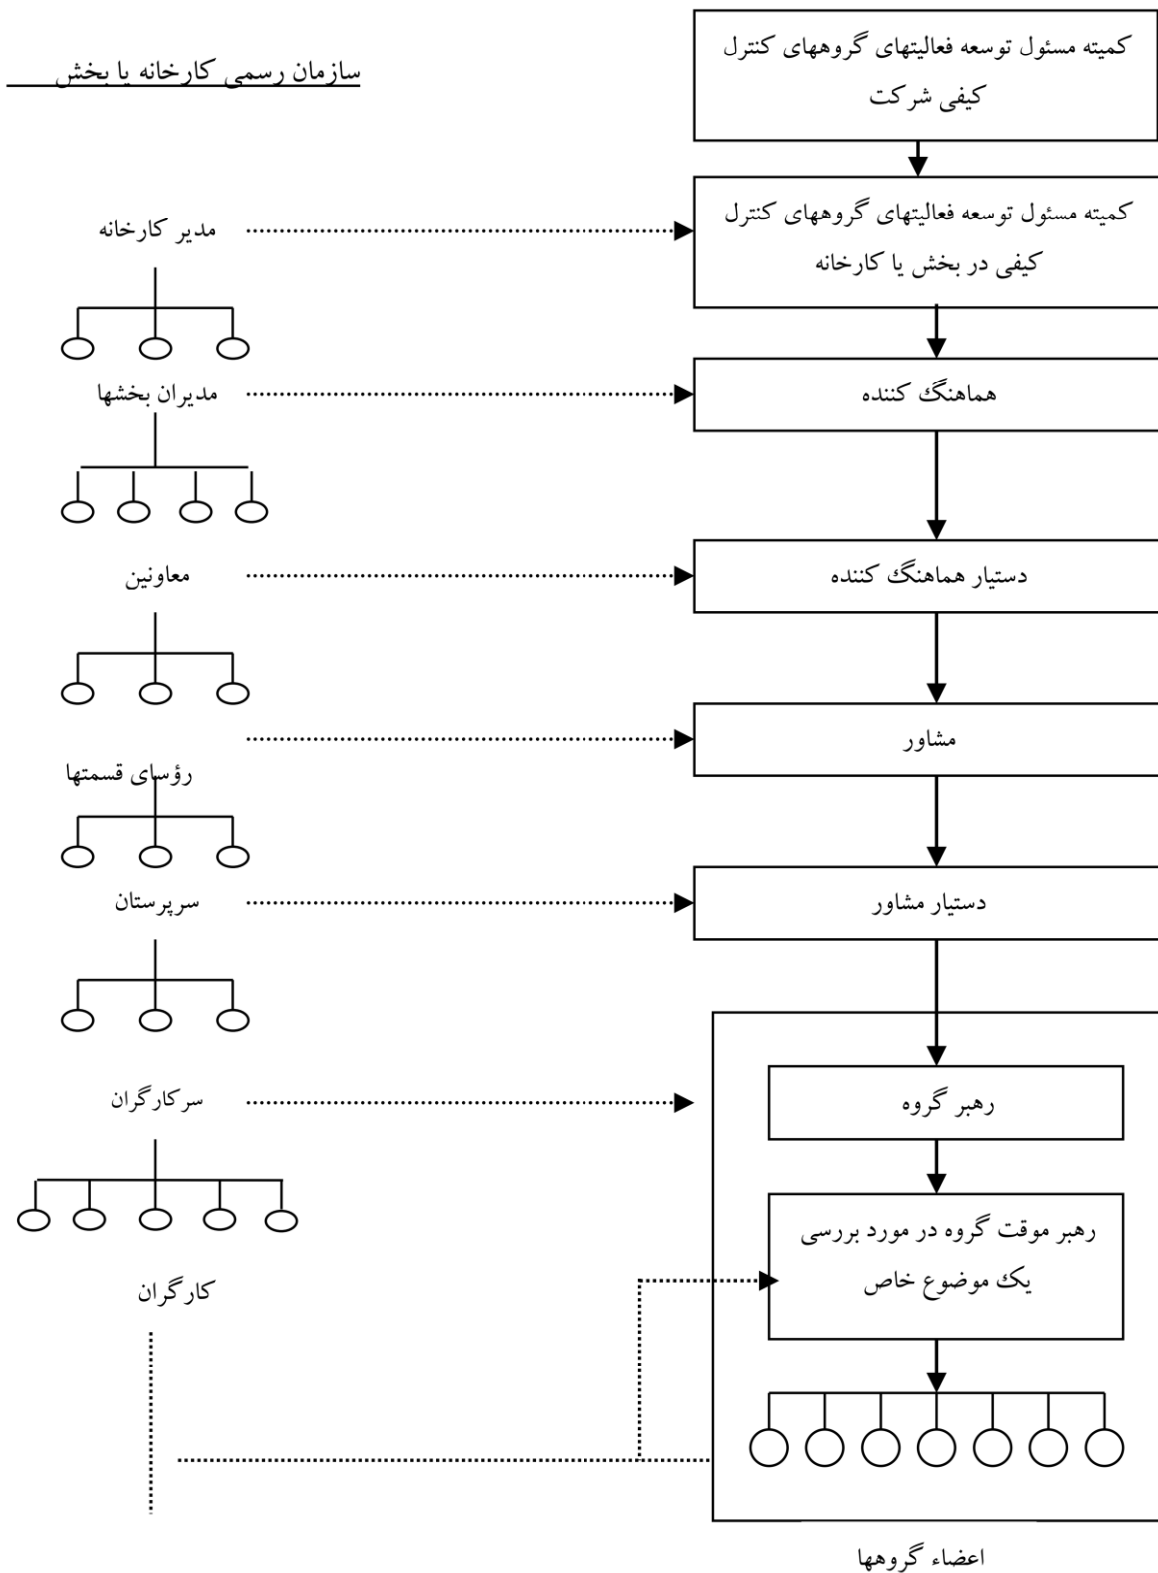 کمیته مسئول توسعه فعالیتهای گروههای کنترل
کیفی شرکت
سازمان رسمی کارخانه یا بخش
کمیته مسئول توسعه فعالیتهای گروههای کنترل
کیفی در بخش یا کارخانه
مدیر کارخانه
هماهنگ کننده
مدیران بخشها
دستیار هماهنگ کننده
معاونین
مشاور
رؤسای قسمتها
دستیار مشاور
سرپرستان
رهبر گروه
سرکارگران
رهبر موقت گروه در مورد بررسی
یک موضوع خاص
کارگران
اعضاء گروهها